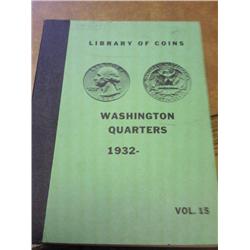 LIBRARY OF COINS
WASHINGTON
QUARTERS
1932-
VOL. 15